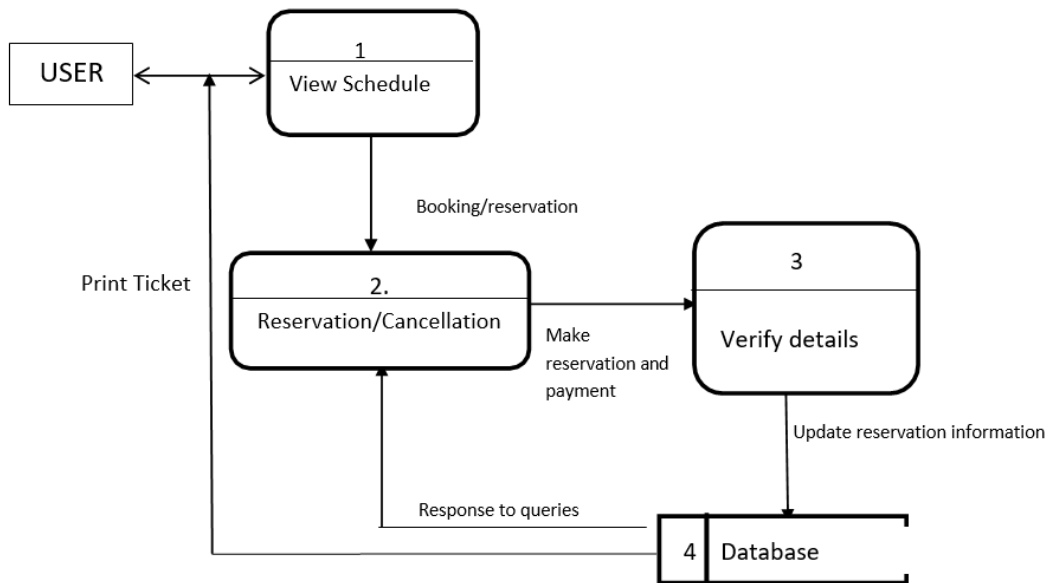 1
USER
View Schedule
Booking/reservation
Print Ticket
2.
Reservation/Cancellation
3
Verify details
Make
reservation and
payment
Update reservation information
Response to queries
4 Database